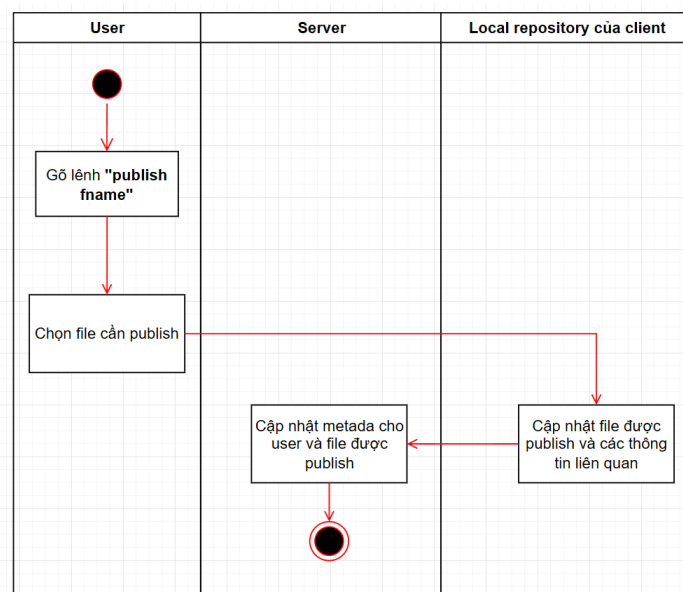 User
Server
Local repository của client
Gõ lênh "publish
fname"
Chọn file cần publish
Cập nhật metada cho
user và file được
publish
Cập nhật file được
publish và các thông
tin liên quan